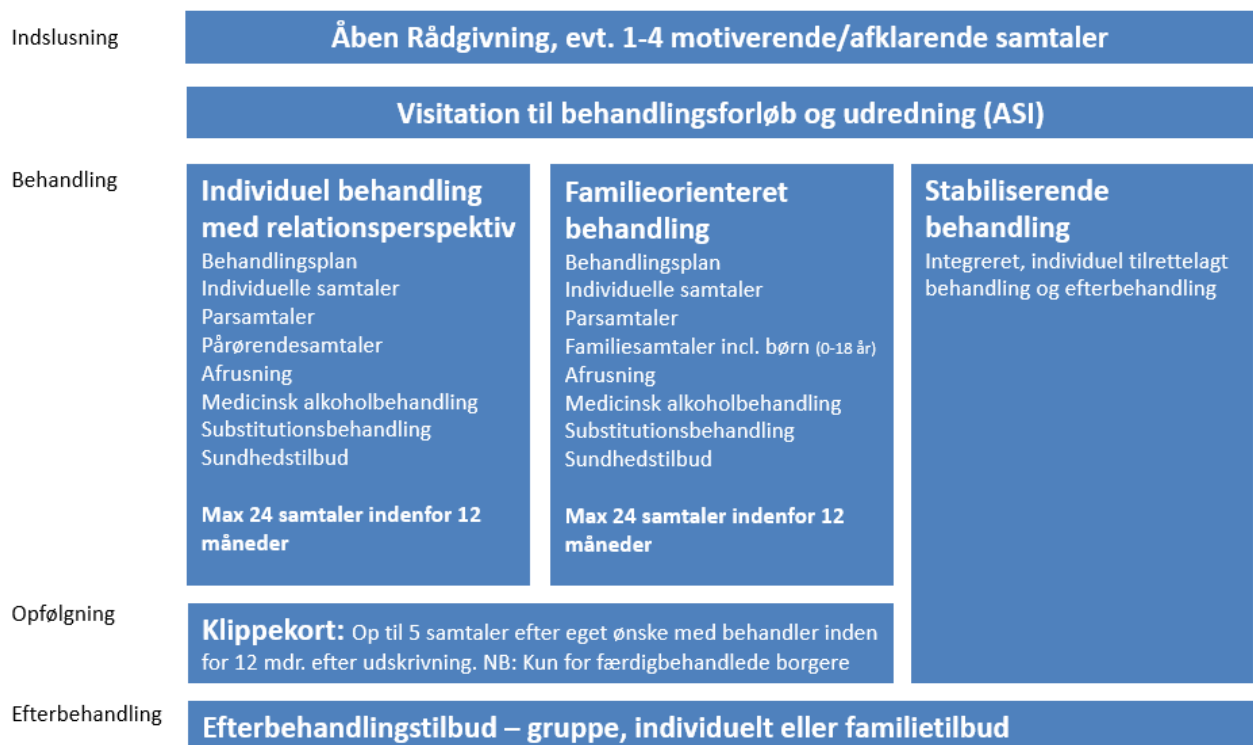 Indslusning
Åben Rådgivning, evt. 1-4 motiverende/afklarende samtaler
Visitation til behandlingsforløb og udredning (ASI)
Behandling
Individuel behandling
med relationsperspektiv
Behandlingsplan
Individuelle samtaler
Parsamtaler
Pårørendesamtaler
Afrusning
Medicinsk alkoholbehandling
Substitutionsbehandling
Sundhedstilbud
Max 24 samtaler indenfor 12
måneder
Familieorienteret
behandling
Behandlingsplan
Individuelle samtaler
Parsamtaler
Familiesamtaler incl. børn (0-18 år)
Afrusning
Medicinsk alkoholbehandling
Substitutionsbehandling
Sundhedstilbud
Max 24 samtaler indenfor 12
måneder
Stabiliserende
behandling
Integreret, individuel tilrettelagt
behandling og efterbehandling
Opfølgning
Klippekort: Op til 5 samtaler efter eget ønske med behandler inden
for 12 mdr. efter udskrivning. NB: Kun for færdigbehandlede borgere
Efterbehandling
Efterbehandlingstilbud – gruppe, individuelt eller familietilbud